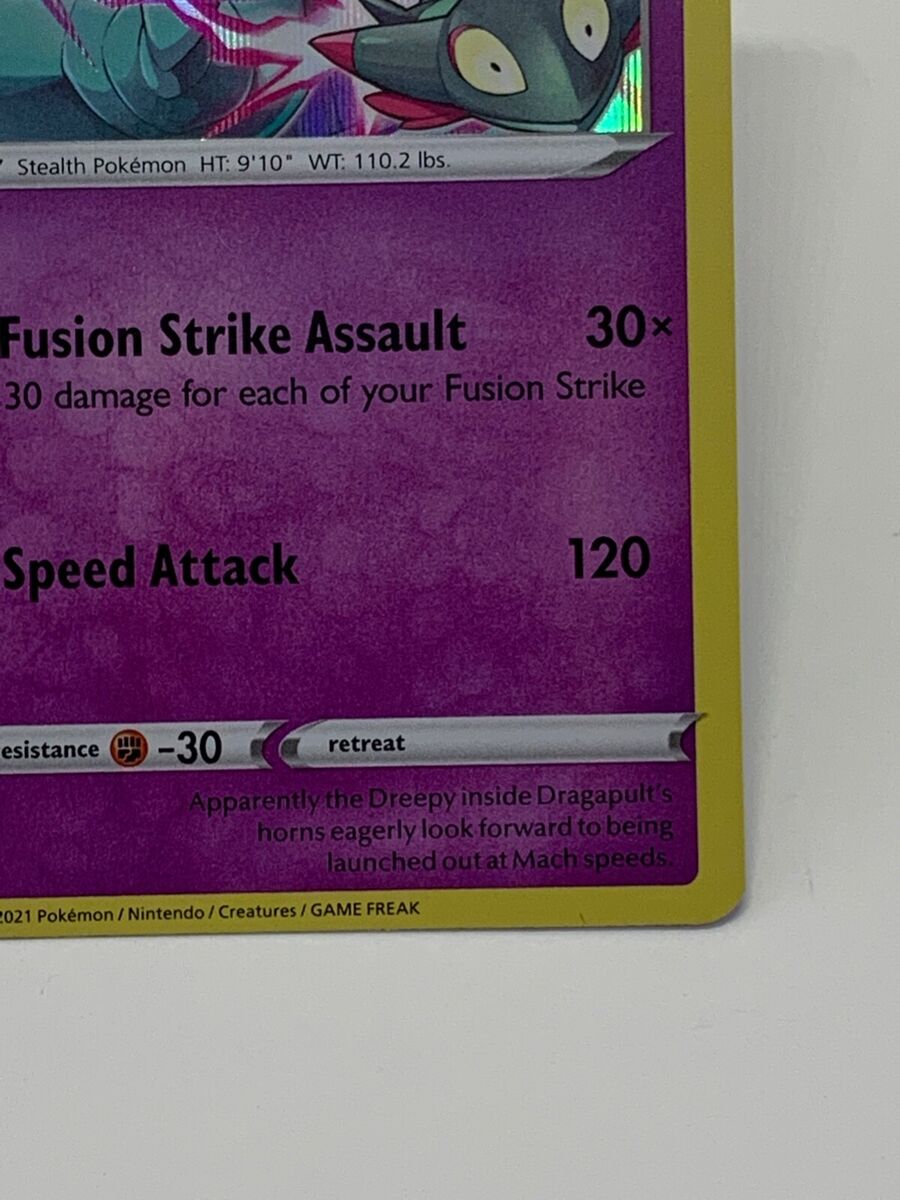 Stealth Pokémon HT: 9'10" WT: 110.2 lbs.
Fusion Strike Assault 30×
30 damage for each of your Fusion Strike
Speed Attack 120
esistance -30
retreat
Apparently the Dreepy inside Dragapult's
horns eagerly look forward to being
launched out at Mach speeds.
2021 Pokémon / Nintendo / Creatures / GAME FREAK